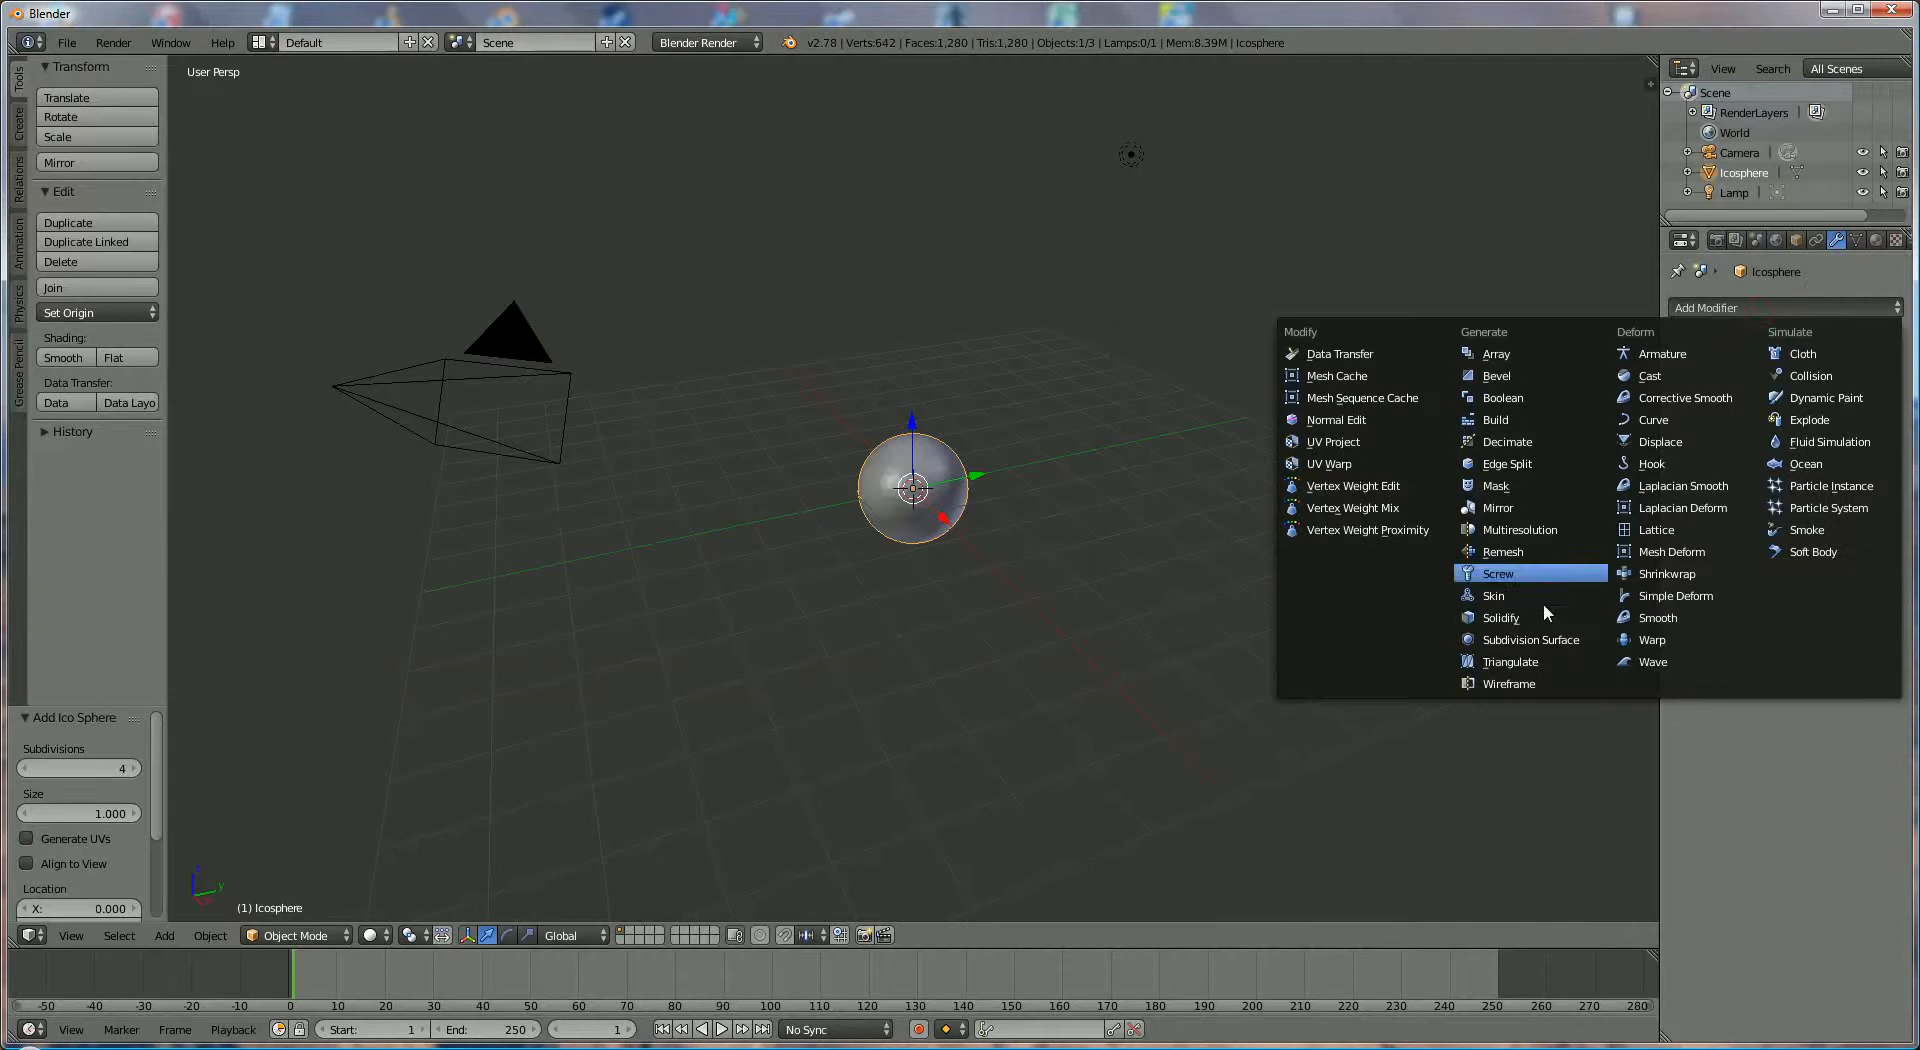 Blender
File Render Window Help Default Scene Blender Render v2.78 | Verts:642 | Faces:1,280 | Tris:1,280 | Objects:1/3 | Lamps:0/1 | Mem:8.39M | Icosphere
Tools
Create
Relations
Animation
Physics
Grease Pencil
Transform
Translate
Rotate
Scale
Mirror
Edit
Duplicate
Duplicate Linked
Delete
Join
Set Origin
Shading:
Smooth Flat
Data Transfer:
Data Data Layo
History
Add Ico Sphere
Subdivisions
4
Size
1.000
Generate UVs
Align to View
Location
X: 0.000
User Persp
z
y
(1) Icosphere
View Search All Scenes
Scene
RenderLayers |
World
Camera |
Icosphere |
Lamp |
Icosphere
Add Modifier
Modify
Data Transfer
Mesh Cache
Mesh Sequence Cache
Normal Edit
UV Project
UV Warp
Vertex Weight Edit
Vertex Weight Mix
Vertex Weight Proximity
Generate
Array
Bevel
Boolean
Build
Decimate
Edge Split
Mask
Mirror
Multiresolution
Remesh
Screw
Skin
Solidify
Subdivision Surface
Triangulate
Wireframe
Deform
Armature
Cast
Corrective Smooth
Curve
Displace
Hook
Laplacian Smooth
Laplacian Deform
Lattice
Mesh Deform
Shrinkwrap
Simple Deform
Smooth
Warp
Wave
Simulate
Cloth
Collision
Dynamic Paint
Explode
Fluid Simulation
Ocean
Particle Instance
Particle System
Smoke
Soft Body
View Select Add Object Object Mode Global
-50 -40 -30 -20 -10 0 10 20 30 40 50 60 70 80 90 100 110 120 130 140 150 160 170 180 190 200 210 220 230 240 250 260 270 280
View Marker Frame Playback Start: 1 End: 250 1 No Sync